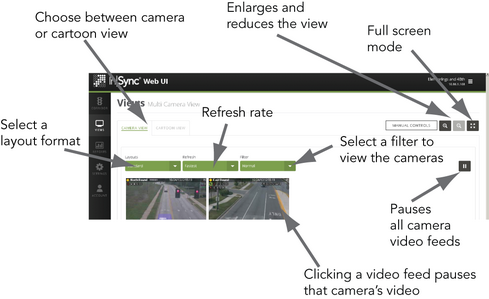 Choose between camera
or cartoon view
Enlarges and
reduces the view
Full screen
mode
InSync Web UI
Views Multi Camera View
CAMERA VIEW
CARTOON VIEW
MANUAL CONTROLS
VIEWS
Select a
layout format
Refresh rate
Select a filter to
view the cameras
Refresh
Filter
Normal
Pauses
all camera
video feeds
Clicking a video feed pauses
that camera's video